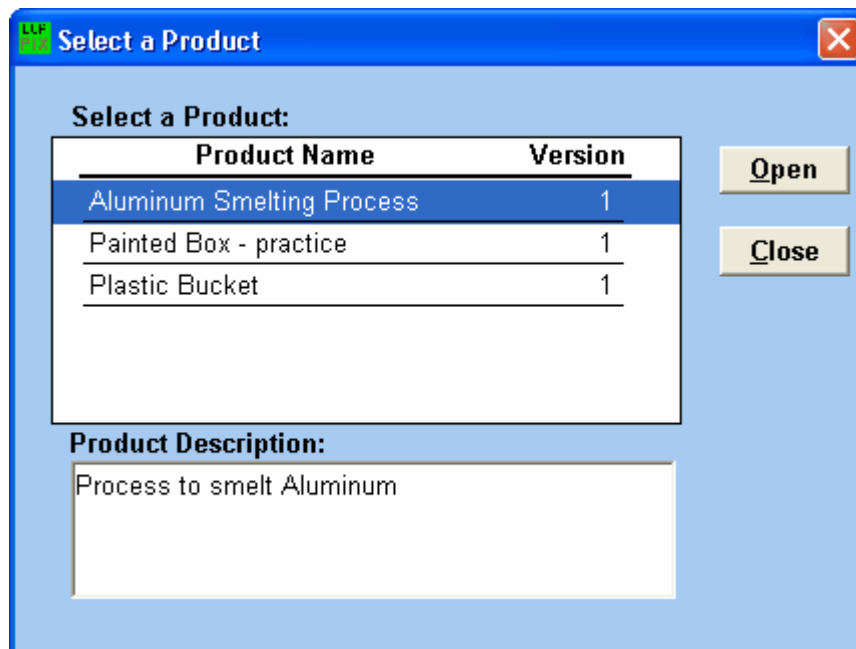 Select a Product
Select a Product:
Product Name Version
Aluminum Smelting Process 1
Painted Box - practice 1
Plastic Bucket 1
Open
Close
Product Description:
Process to smelt Aluminum